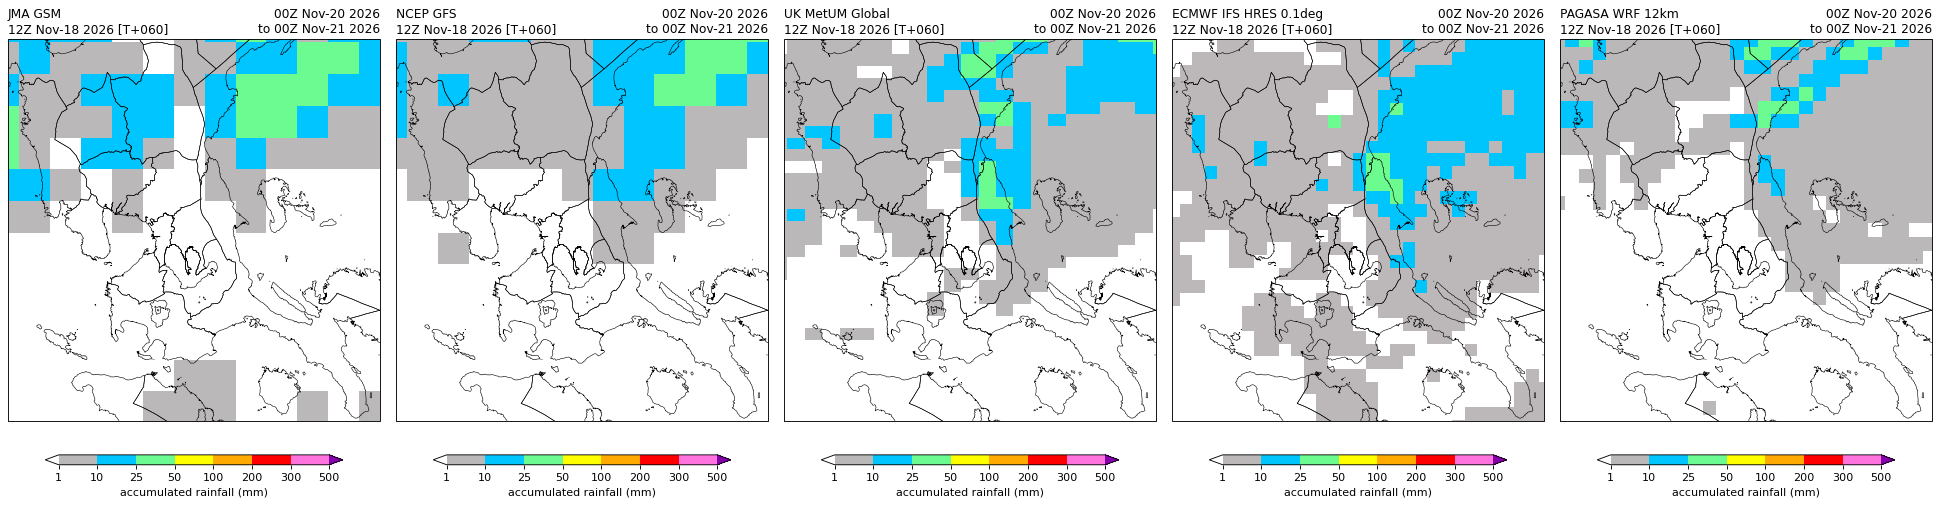 JMA GSM 00Z Nov-20 2026
12Z Nov-18 2026 [T+060] to 00Z Nov-21 2026
NCEP GFS 00Z Nov-20 2026
12Z Nov-18 2026 [T+060] to 00Z Nov-21 2026
UK MetUM Global 00Z Nov-20 2026
12Z Nov-18 2026 [T+060] to 00Z Nov-21 2026
ECMWF IFS HRES 0.1deg 00Z Nov-20 2026
12Z Nov-18 2026 [T+060] to 00Z Nov-21 2026
PAGASA WRF 12km 00Z Nov-20 2026
12Z Nov-18 2026 [T+060] to 00Z Nov-21 2026
1 10 25 50 100 200 300 500
accumulated rainfall (mm)
1 10 25 50 100 200 300 500
accumulated rainfall (mm)
1 10 25 50 100 200 300 500
accumulated rainfall (mm)
1 10 25 50 100 200 300 500
accumulated rainfall (mm)
1 10 25 50 100 200 300 500
accumulated rainfall (mm)